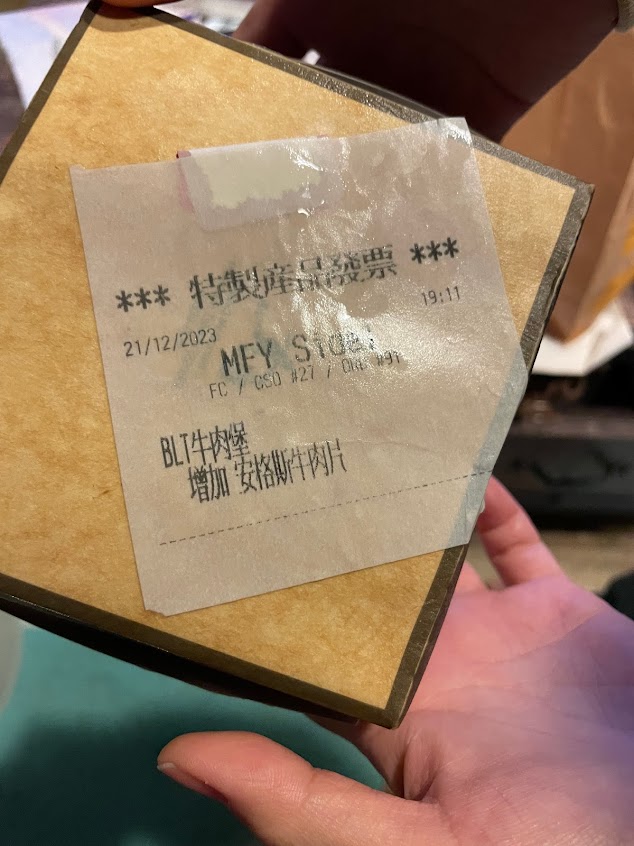 *** 特製產品發票 ***
21/12/2023 19:11
MFY Side:
FC / CSO #27 / ORD #91
BLT牛肉堡
增加 安格斯牛肉片